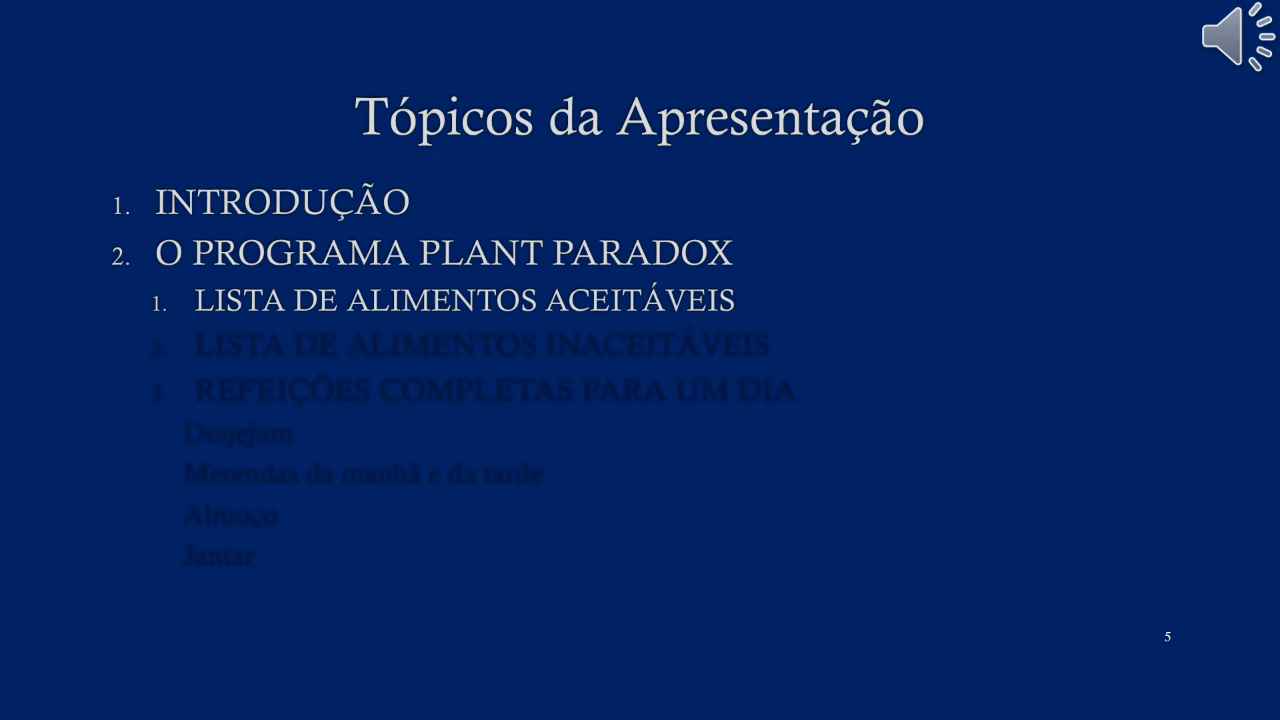 Tópicos da Apresentação
1. INTRODUÇÃO
2. O PROGRAMA PLANT PARADOX
1. LISTA DE ALIMENTOS ACEITÁVEIS
2. LISTA DE ALIMENTOS INACEITÁVEIS
3. REFEIÇÕES COMPLETAS PARA UM DIA
Desjejum
Merendas da manhã e da tarde
Almoço
Jantar
5